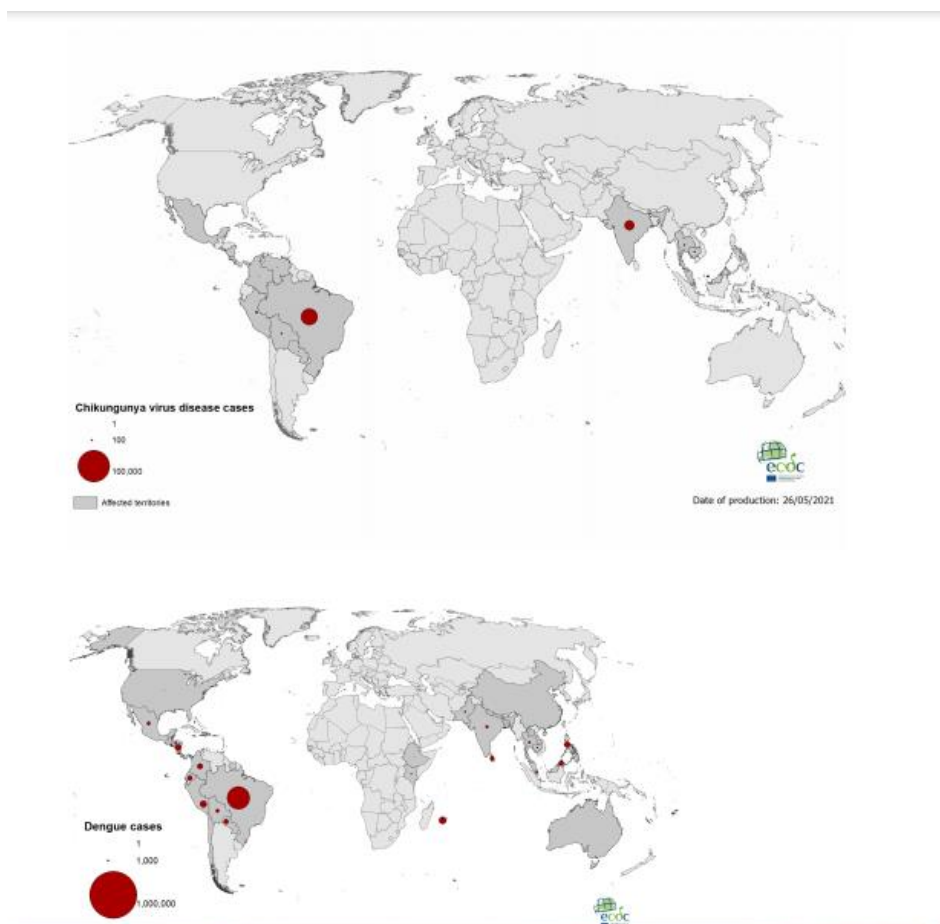 Chikungunya virus disease cases
1
100
100,000
Affected territories
ecdc
Date of production: 26/05/2021
Dengue cases
1
1,000
1,000,000
ecdc